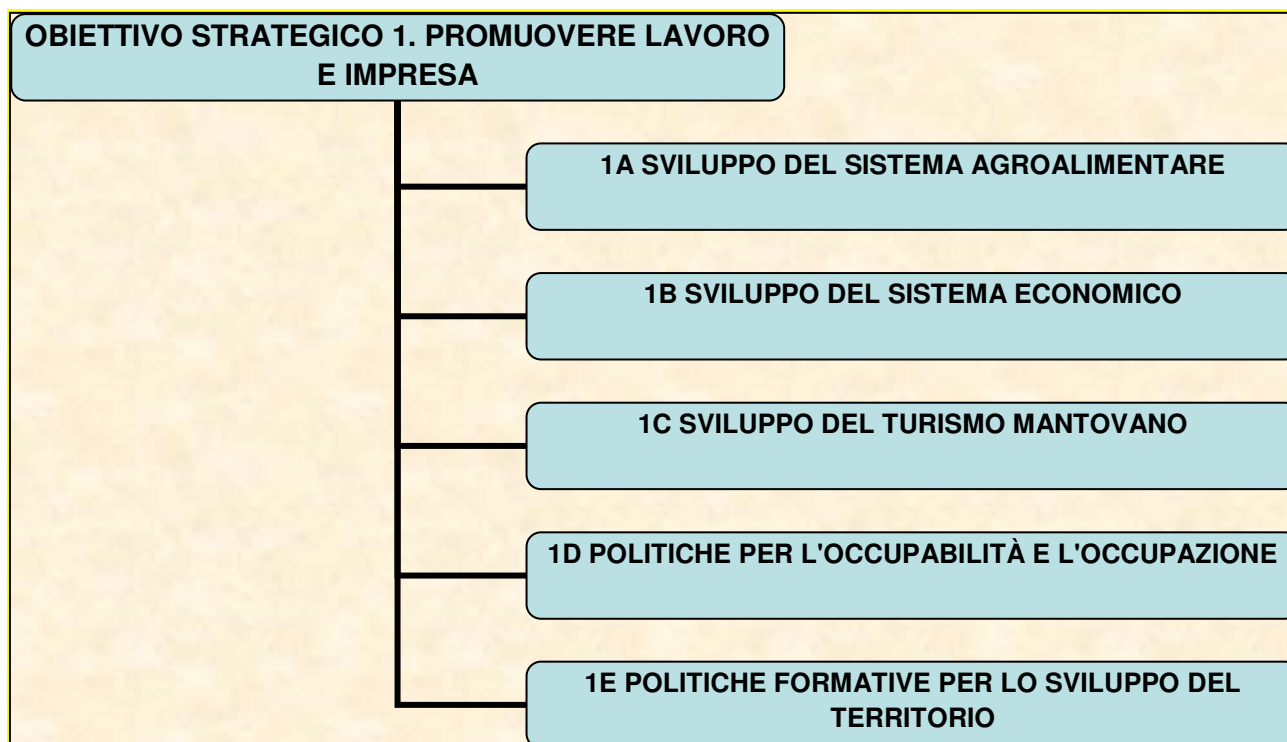 OBIETTIVO STRATEGICO 1. PROMUOVERE LAVORO
E IMPRESA
1A SVILUPPO DEL SISTEMA AGROALIMENTARE
1B SVILUPPO DEL SISTEMA ECONOMICO
1C SVILUPPO DEL TURISMO MANTOVANO
1D POLITICHE PER L'OCCUPABILITÀ E L'OCCUPAZIONE
1E POLITICHE FORMATIVE PER LO SVILUPPO DEL
TERRITORIO